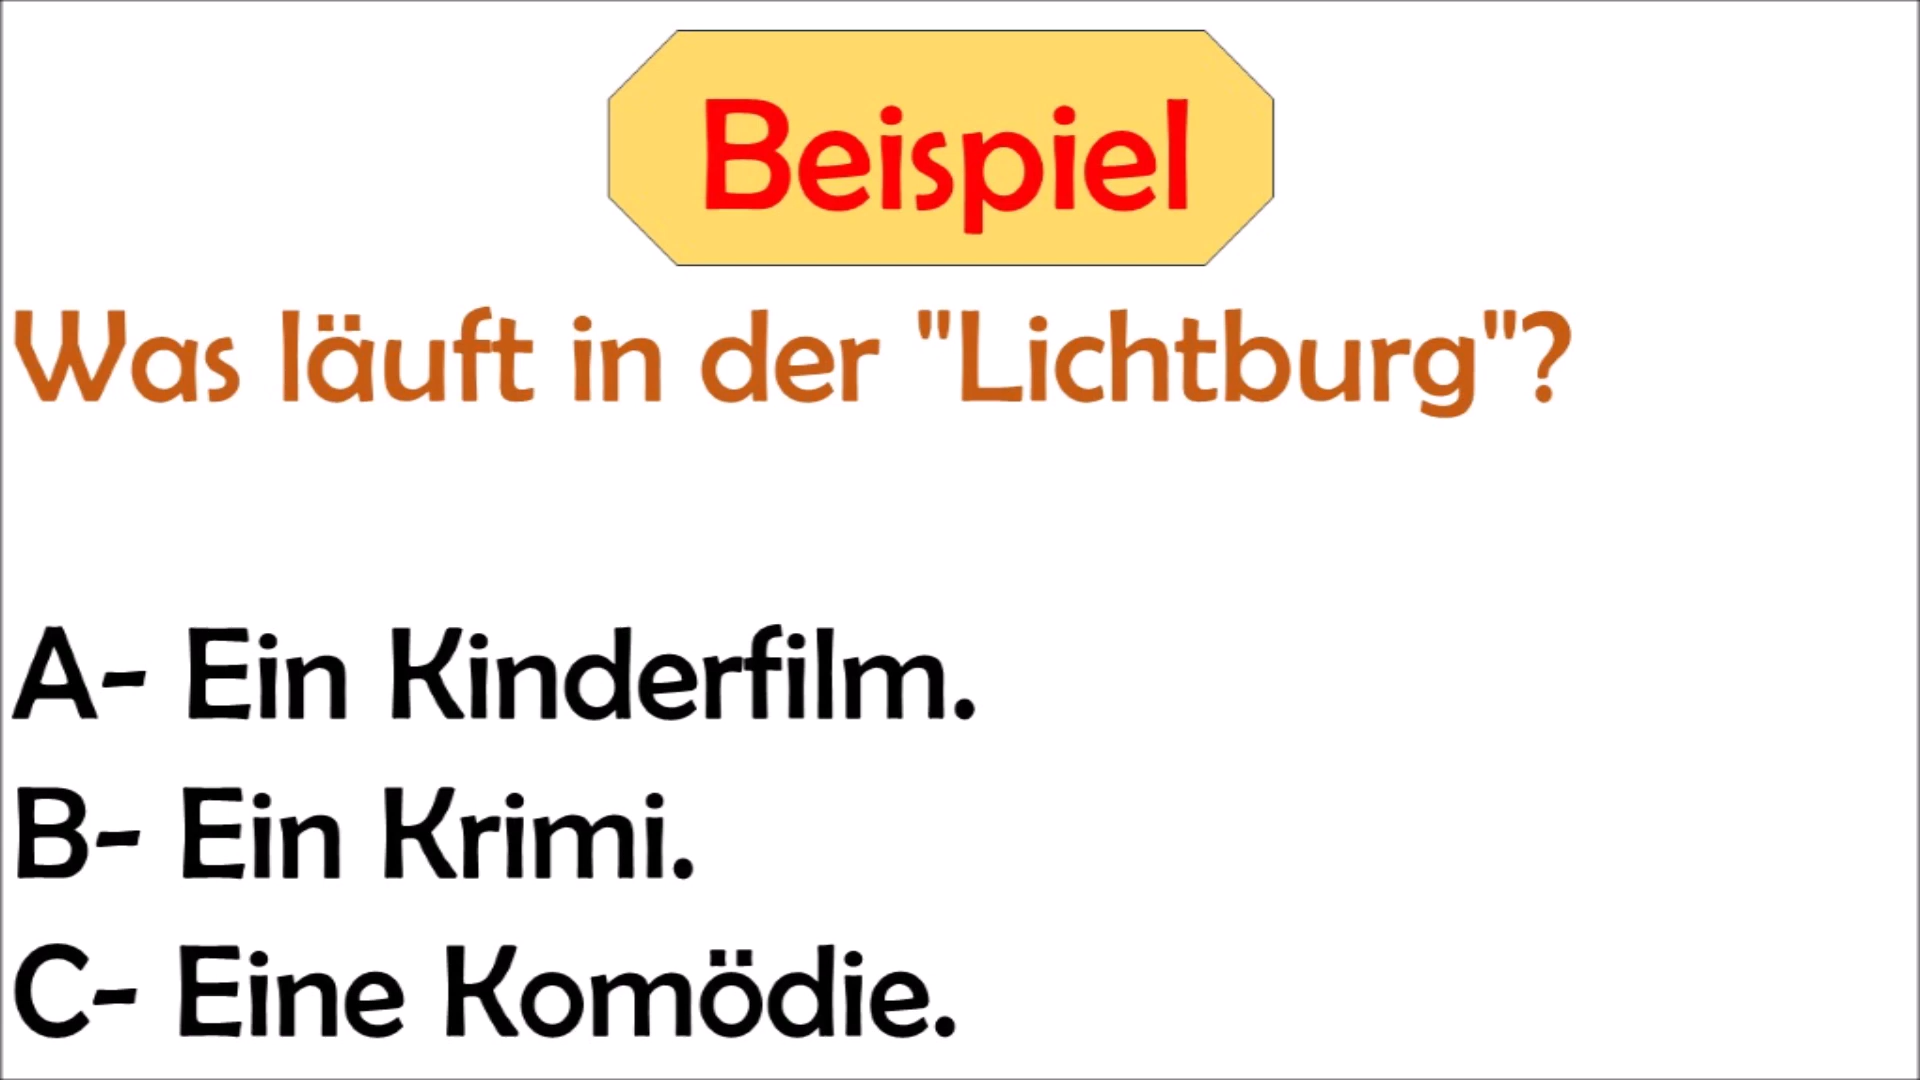 Beispiel
Was läuft in der "Lichtburg"?
A- Ein Kinderfilm.
B- Ein Krimi.
C- Eine Komödie.